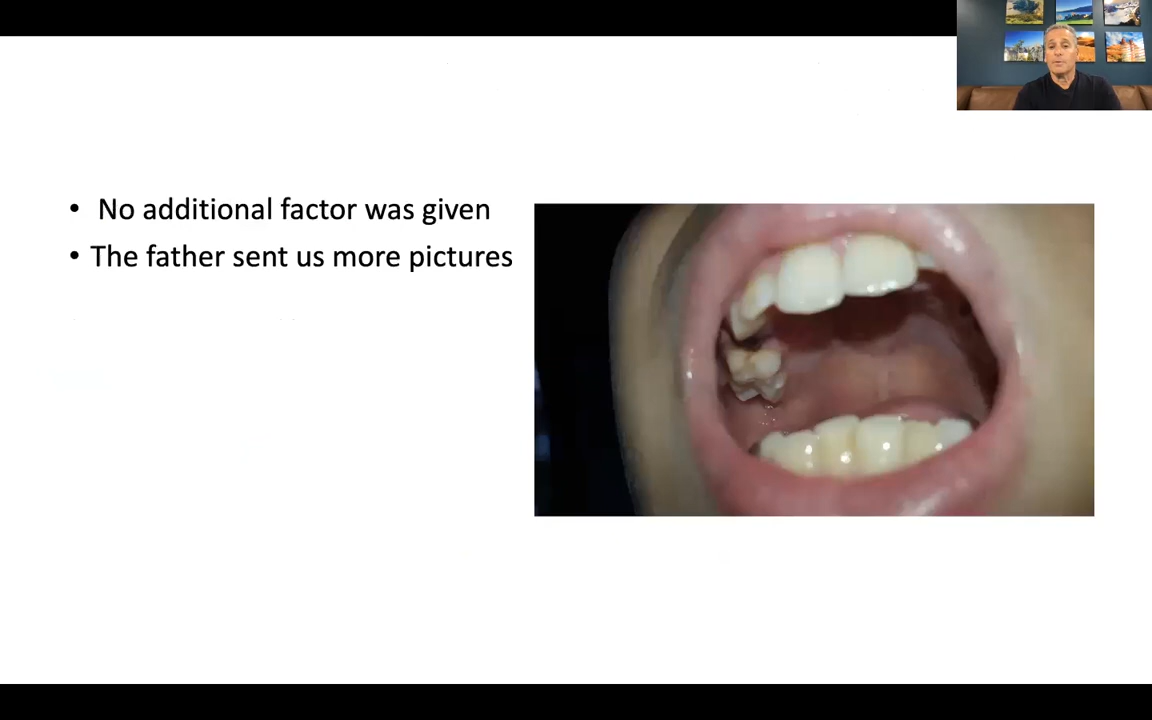 • No additional factor was given
• The father sent us more pictures